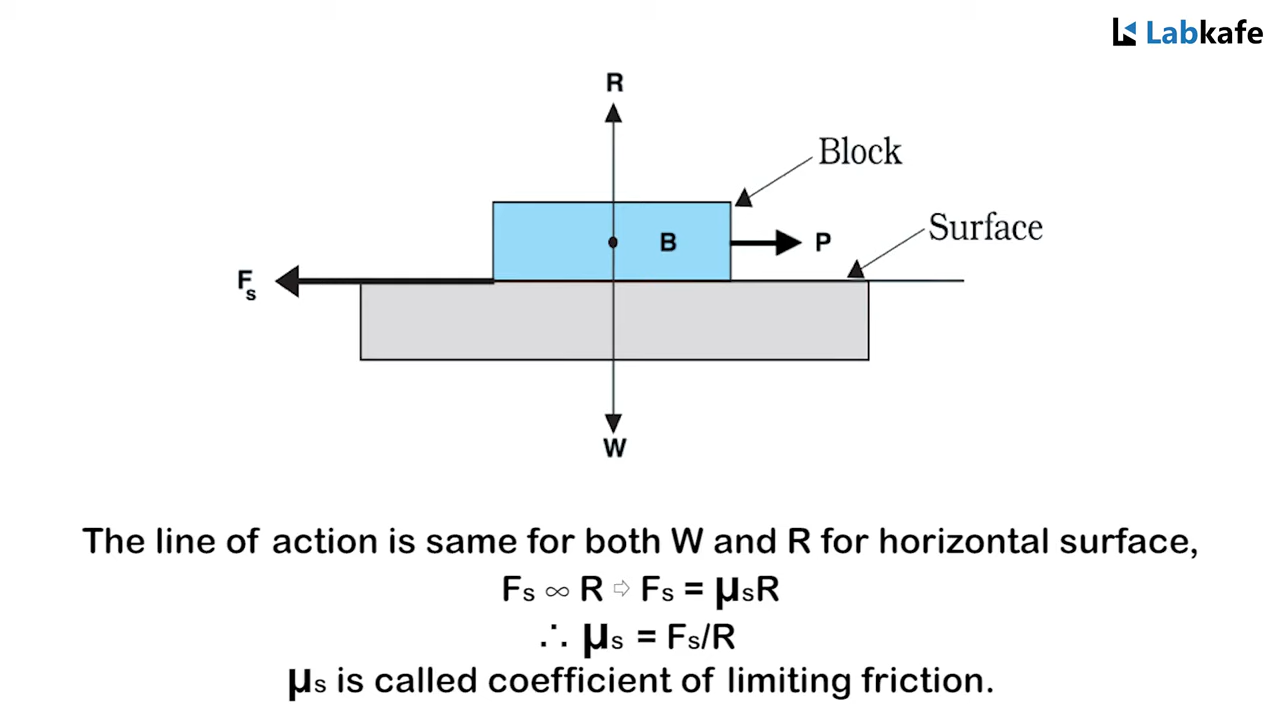 Labkafe
R
Block
Surface
B
P
Fs
W
The line of action is same for both W and R for horizontal surface,
Fs ∞ R ⇨ Fs = μsR
∴ μs = Fs/R
μs is called coefficient of limiting friction.